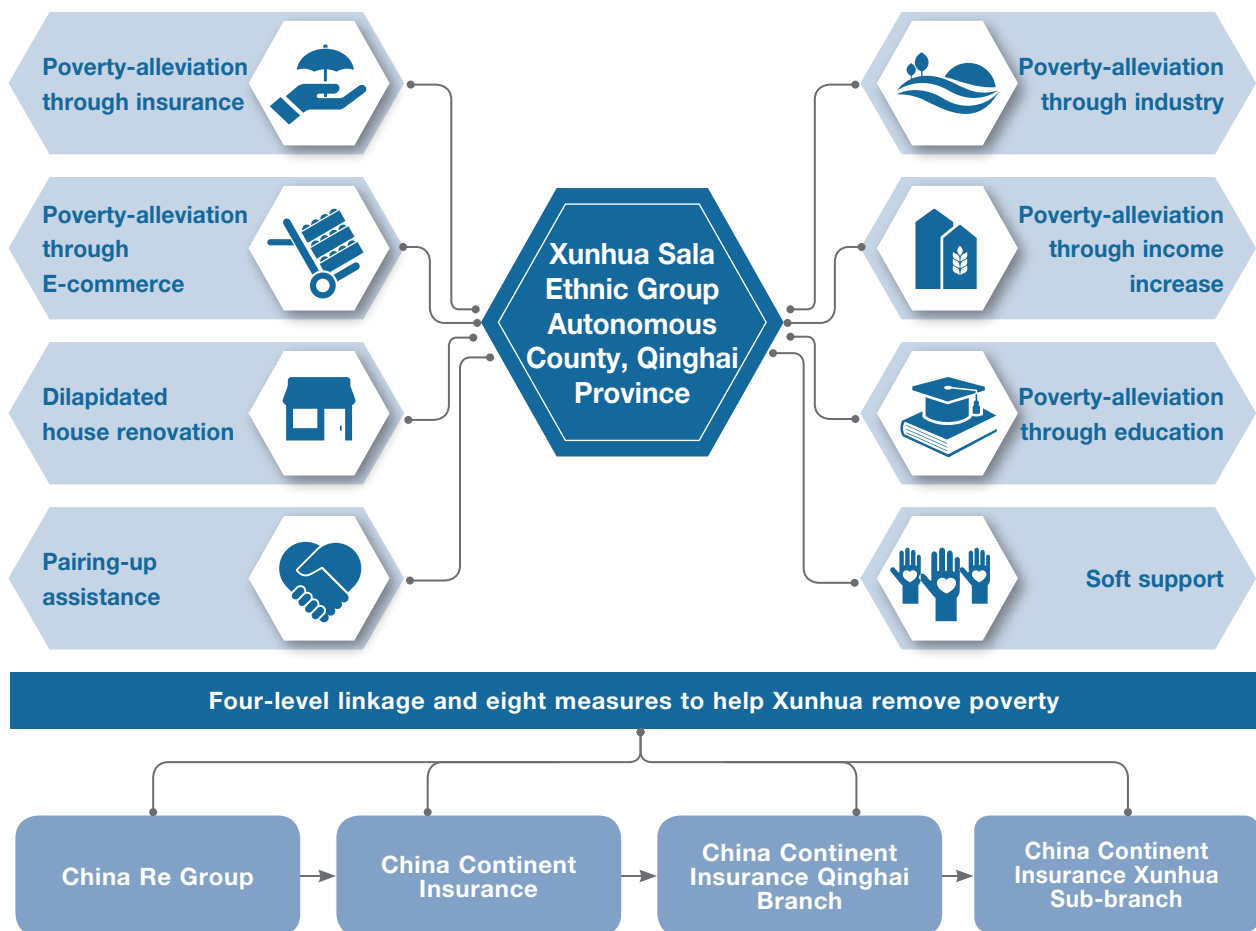 Poverty-alleviation
through insurance
Poverty-alleviation
through
E-commerce
Dilapidated
house renovation
Pairing-up
assistance
Xunhua Sala
Ethnic Group
Autonomous
County, Qinghai
Province
Poverty-alleviation
through industry
Poverty-alleviation
through income
increase
Poverty-alleviation
through education
Soft support
Four-level linkage and eight measures to help Xunhua remove poverty
China Re Group
China Continent
Insurance
China Continent
Insurance Qinghai
Branch
China Continent
Insurance Xunhua
Sub-branch